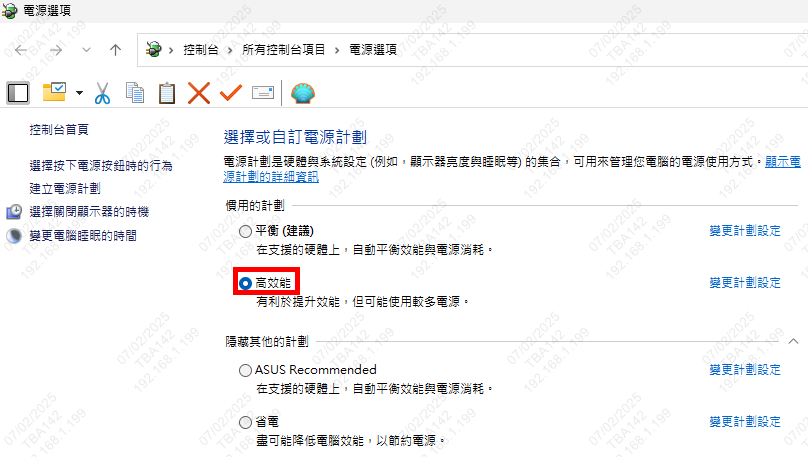 電源選項
控制台 › 所有控制台項目 › 電源選項
控制台首頁
選擇按下電源按鈕時的行為
建立電源計劃
選擇關閉顯示器的時機
變更電腦睡眠的時間
選擇或自訂電源計劃
電源計劃是硬體與系統設定 (例如，顯示器亮度與睡眠等) 的集合，可用來管理您電腦的電源使用方式。顯示電
源計劃的詳細資訊
慣用的計劃
平衡 (建議) 變更計劃設定
在支援的硬體上，自動平衡效能與電源消耗。
高效能 變更計劃設定
有利於提升效能，但可能使用較多電源。
隱藏其他的計劃
ASUS Recommended 變更計劃設定
在支援的硬體上，自動平衡效能與電源消耗。
省電 變更計劃設定
盡可能降低電腦效能，以節約電源。
07/02/2025
TBA142
192.168.1.199